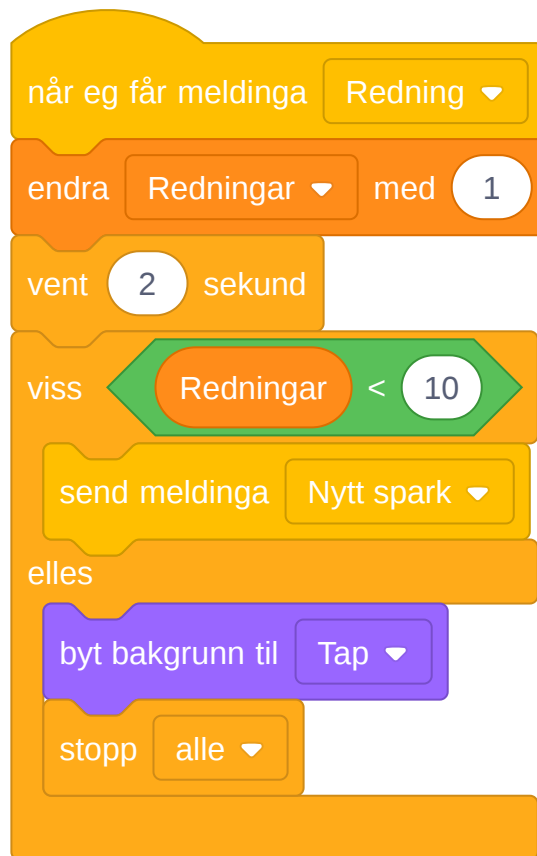 når eg får meldinga Redning
endra Redningar med 1
vent 2 sekund
viss Redningar < 10
send meldinga Nytt spark
elles
byt bakgrunn til Tap
stopp alle